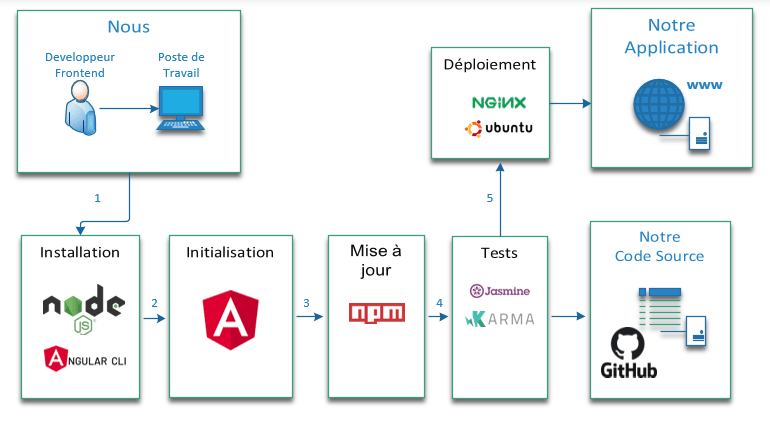 Nous
Developpeur
Frontend
Poste de
Travail
1
Installation
node
JS
ANGULAR CLI
2
Initialisation
A
3
Mise à
jour
npm
4
Tests
Jasmine
KARMA
5
Déploiement
NGINX
ubuntu
Notre
Application
www
Notre
Code Source
GitHub